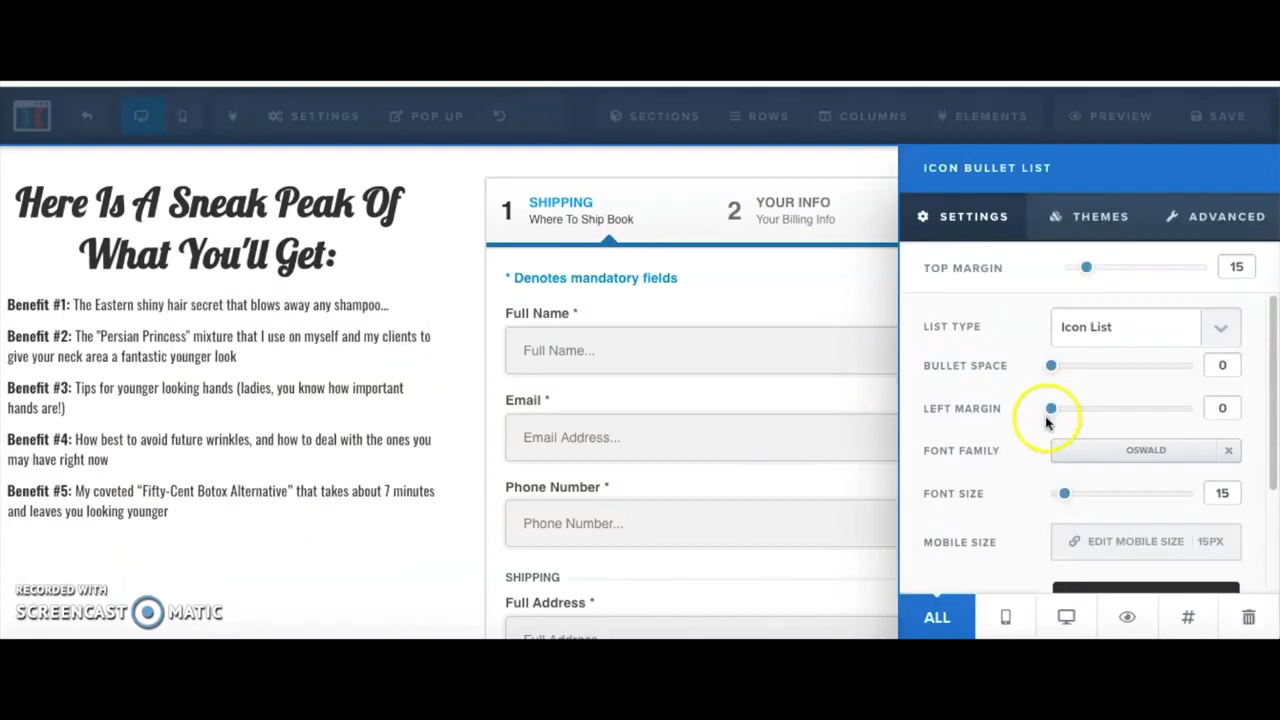 SETTINGS
POP UP
SECTIONS
ROWS
COLUMNS
ELEMENTS
PREVIEW
SAVE
Here Is A Sneak Peak Of
What You'll Get:
Benefit #1: The Eastern shiny hair secret that blows away any shampoo...
Benefit #2: The "Persian Princess" mixture that I use on myself and my clients to
give your neck area a fantastic younger look
Benefit #3: Tips for younger looking hands (ladies, you know how important
hands are!)
Benefit #4: How best to avoid future wrinkles, and how to deal with the ones you
may have right now
Benefit #5: My coveted “Fifty-Cent Botox Alternative” that takes about 7 minutes
and leaves you looking younger
RECORDED WITH
SCREENCAST MATIC
1
SHIPPING
Where To Ship Book
2
YOUR INFO
Your Billing Info
* Denotes mandatory fields
Full Name *
Full Name...
Email *
Email Address...
Phone Number *
Phone Number...
SHIPPING
Full Address *
Full Address...
ICON BULLET LIST
SETTINGS
THEMES
ADVANCED
TOP MARGIN
15
LIST TYPE
Icon List
BULLET SPACE
0
LEFT MARGIN
0
FONT FAMILY
OSWALD
FONT SIZE
15
MOBILE SIZE
EDIT MOBILE SIZE
15PX
ALL
#